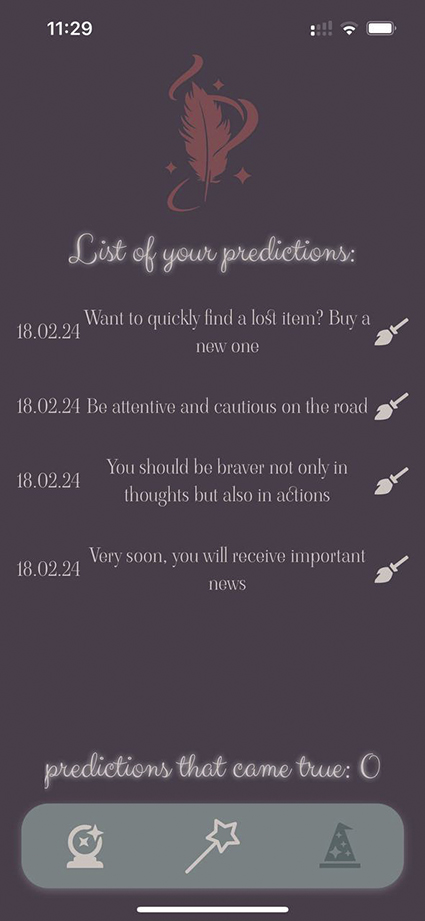 11:29
List of your predictions:
Want to quickly find a lost item? Buy a
18.02.24
new one
18.02.24 Be attentive and cautious on the road
You should be braver not only in
18.02.24
thoughts but also in actions
Very soon, you will receive important
18.02.24
news
predictions that came true: 0